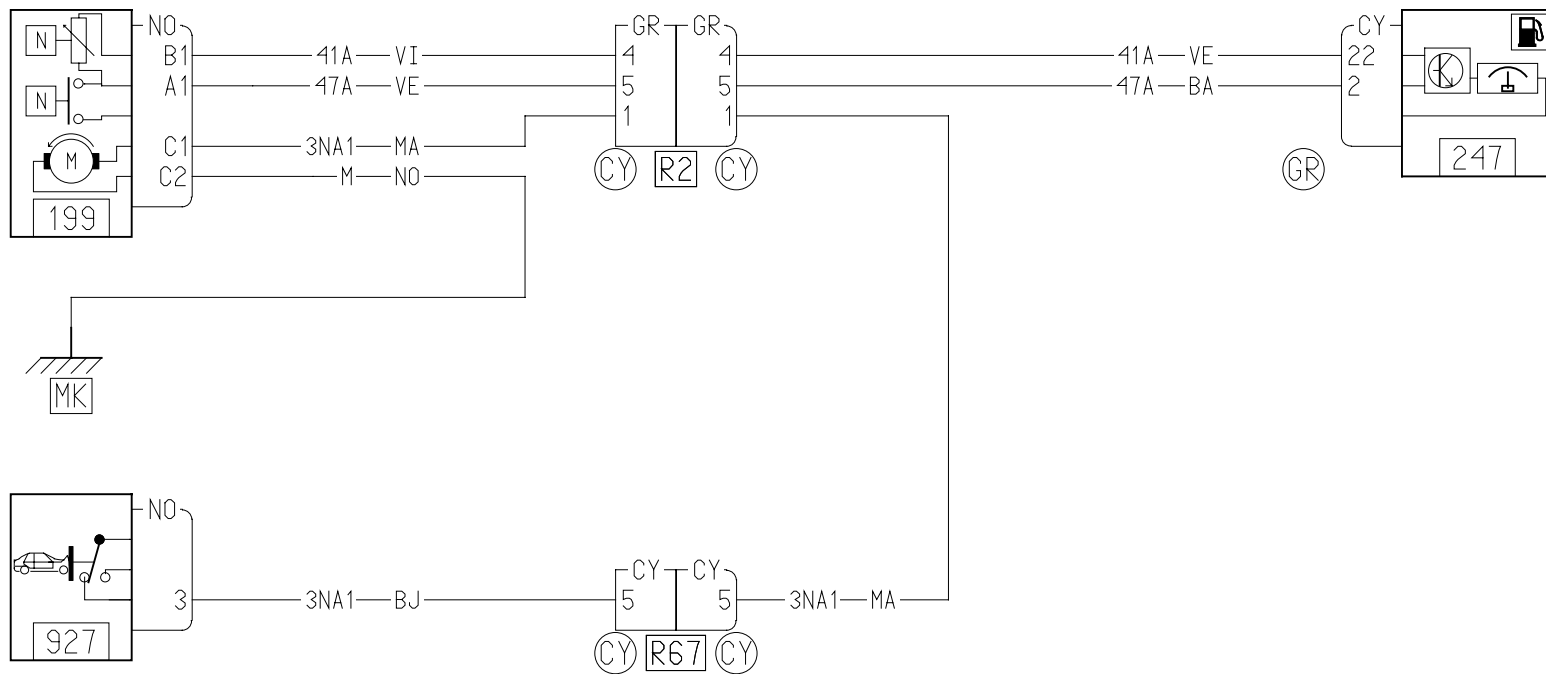 NO GR GR CY
N B1 41A VI 4 4 41A VE 22
A1 47A VE 5 5 47A BA 2
N 1 1
M C1 3NA1 MA
C2 M NO CY R2 CY GR 247
199
MK
NO
CY CY
3 3NA1 BJ 5 5 3NA1 MA
927 CY R67 CY